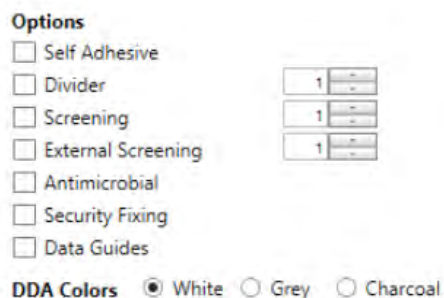 Options
Self Adhesive
Divider 1
Screening 1
External Screening 1
Antimicrobial
Security Fixing
Data Guides
DDA Colors White Grey Charcoal